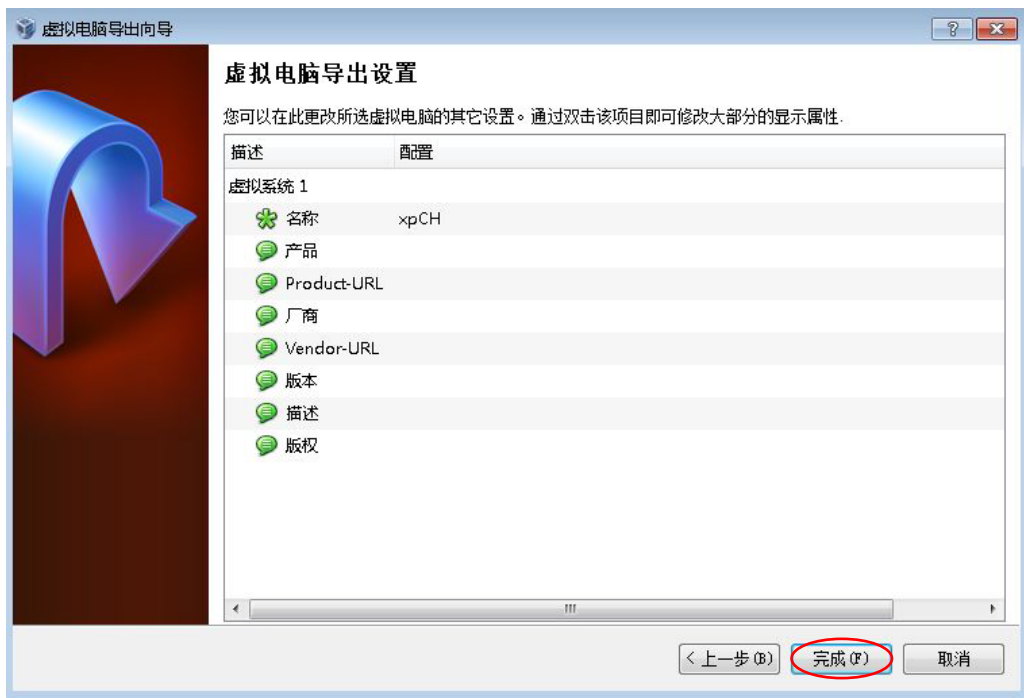 虚拟电脑导出向导
虚拟电脑导出设置
您可以在此更改所选虚拟电脑的其它设置。通过双击该项目即可修改大部分的显示属性.
描述 配置
虚拟系统 1
名称 xpCH
产品
Product-URL
厂商
Vendor-URL
版本
描述
版权
< 上一步(B) 完成(F) 取消